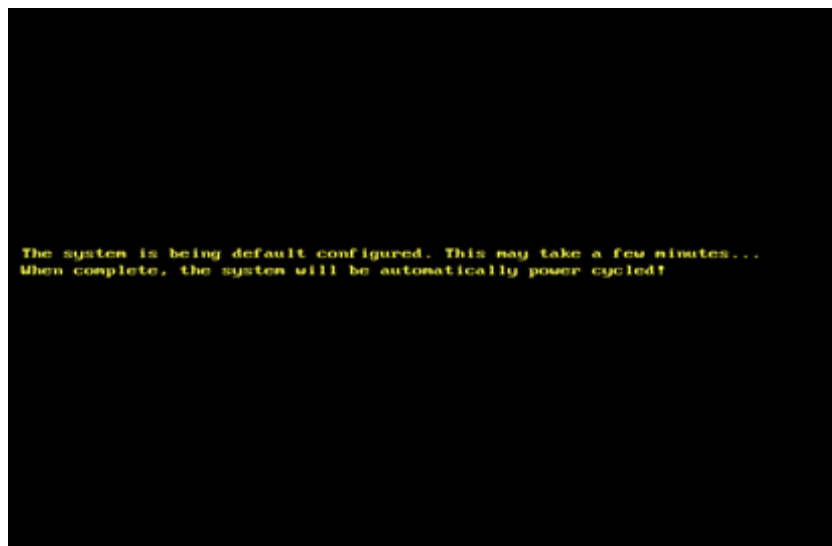 The system is being default configured. This may take a few minutes...
When complete, the system will be automatically power cycled!